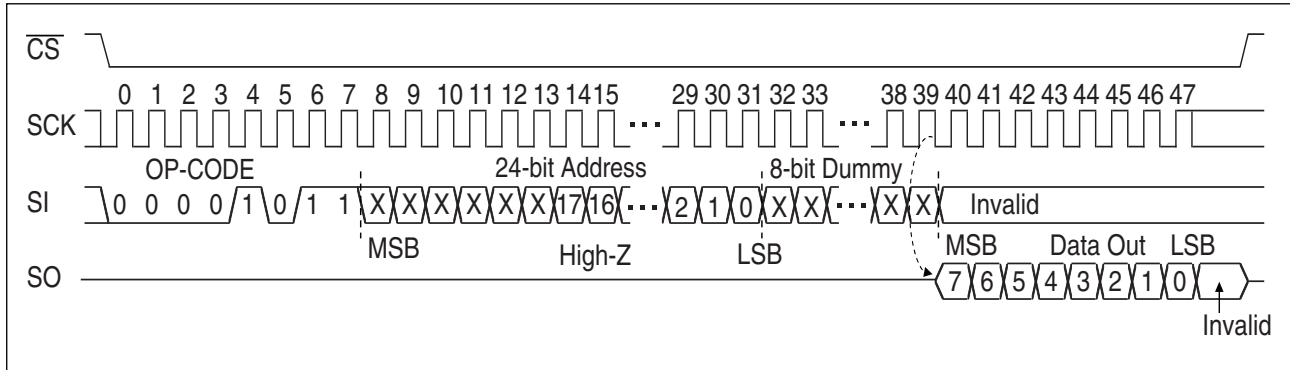 CS
0 1 2 3 4 5 6 7 8 9 10 11 12 13 14 15 29 30 31 32 33 38 39 40 41 42 43 44 45 46 47
SCK
OP-CODE 24-bit Address 8-bit Dummy
SI 0 0 0 0 1 0 1 1 X X X X X X 17 16 2 1 0 X X X X Invalid
MSB High-Z LSB MSB Data Out LSB
SO 7 6 5 4 3 2 1 0
Invalid